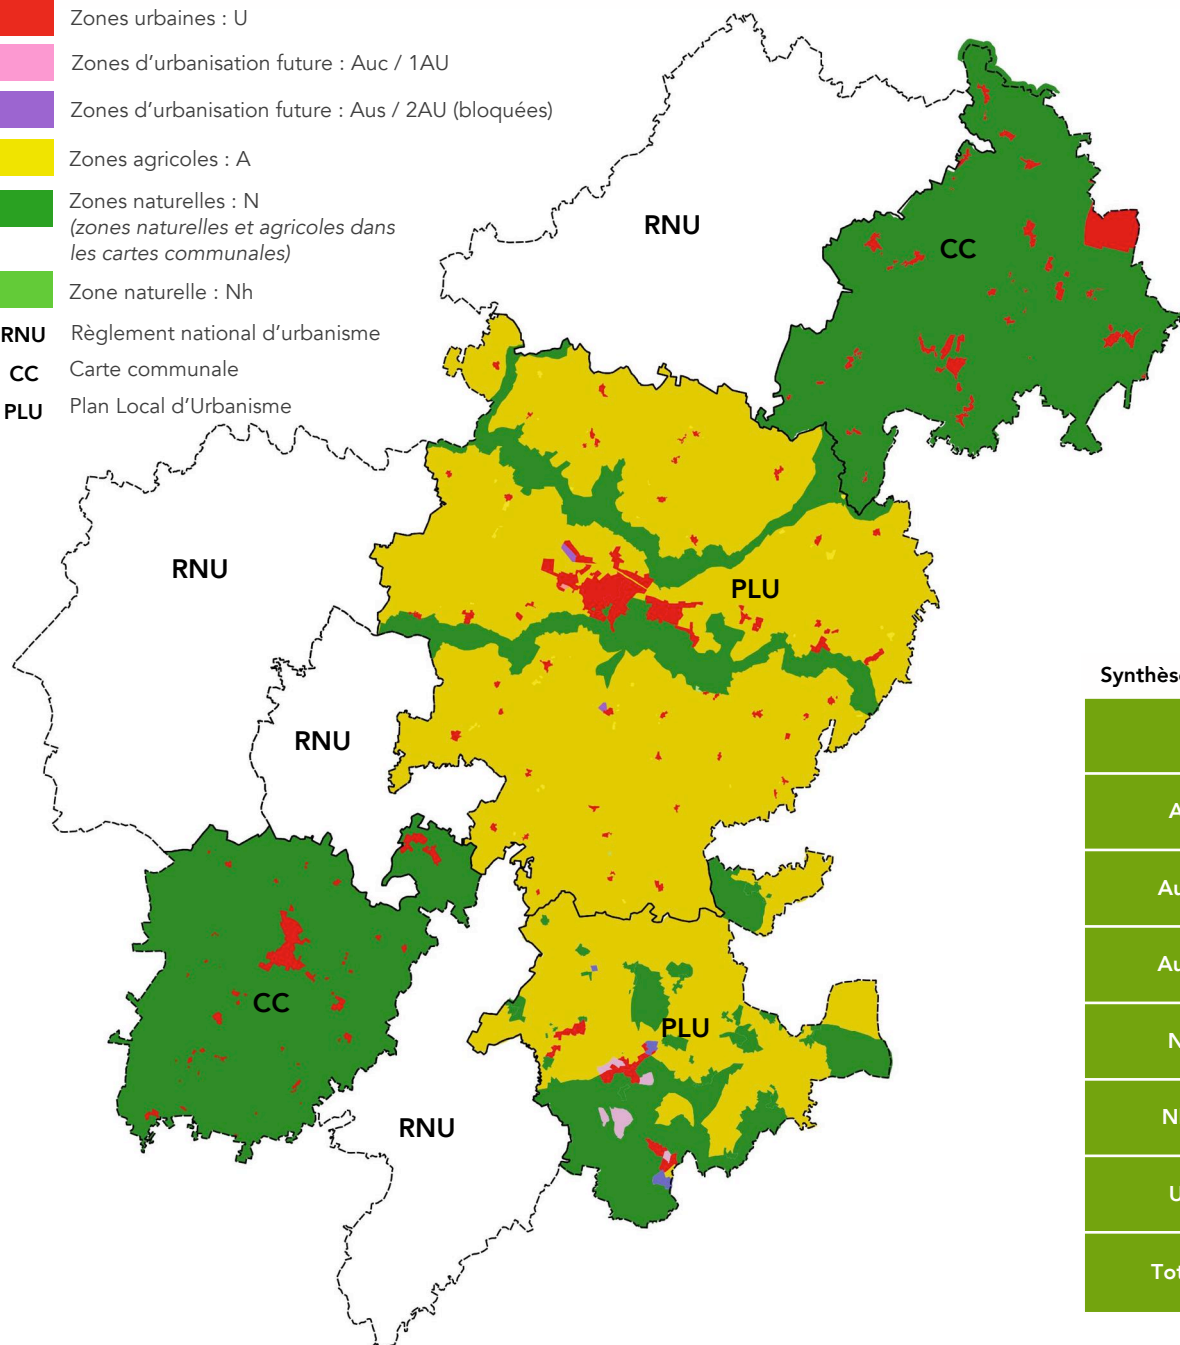 Zones urbaines : U
Zones d'urbanisation future : Auc / 1AU
Zones d'urbanisation future : Aus / 2AU (bloquées)
Zones agricoles : A
Zones naturelles : N
(zones naturelles et agricoles dans
les cartes communales)
Zone naturelle : Nh
RNU Règlement national d'urbanisme
CC Carte communale
PLU Plan Local d'Urbanisme
RNU
CC
RNU
PLU
RNU
CC
PLU
RNU
A
N